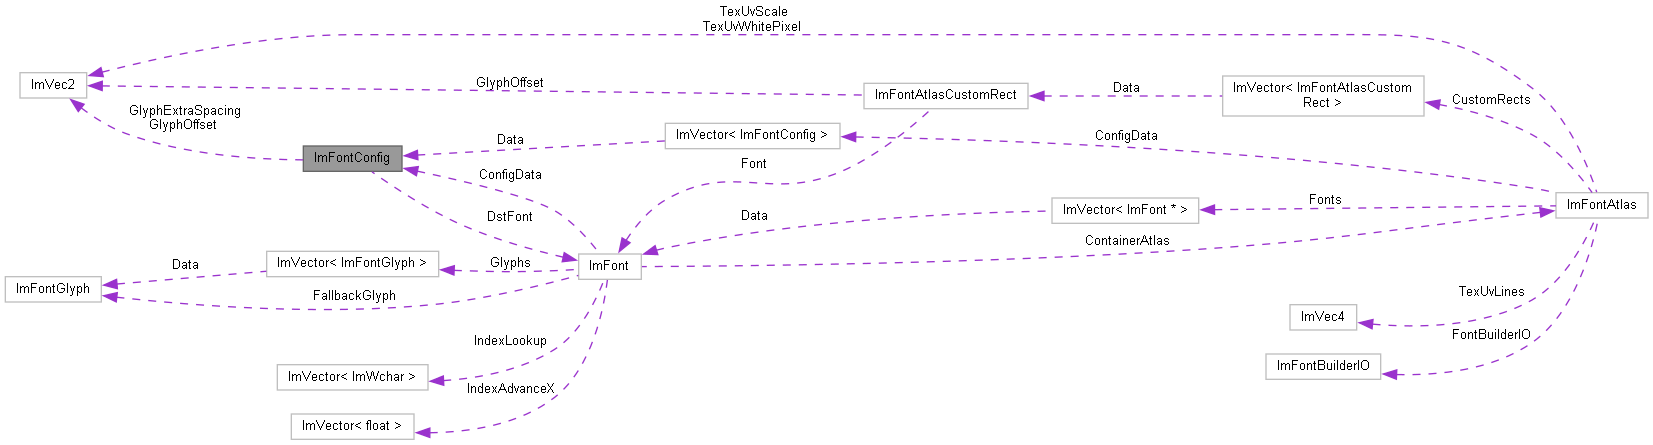 TexUvScale
TexUvWhitePixel
ImVec2
GlyphOffset
ImFontAtlasCustomRect
Data
ImVector< ImFontAtlasCustom
Rect >
CustomRects
GlyphExtraSpacing
GlyphOffset
Data
ImVector< ImFontConfig >
ConfigData
ImFontConfig
ConfigData
Font
DstFont
Data
ImVector< ImFont * >
Fonts
ImFontAtlas
ContainerAtlas
ImFontGlyph
Data
ImVector< ImFontGlyph >
Glyphs
ImFont
FallbackGlyph
TexUvLines
ImVec4
FontBuilderIO
IndexLookup
ImVector< ImWchar >
ImFontBuilderIO
IndexAdvanceX
ImVector< float >